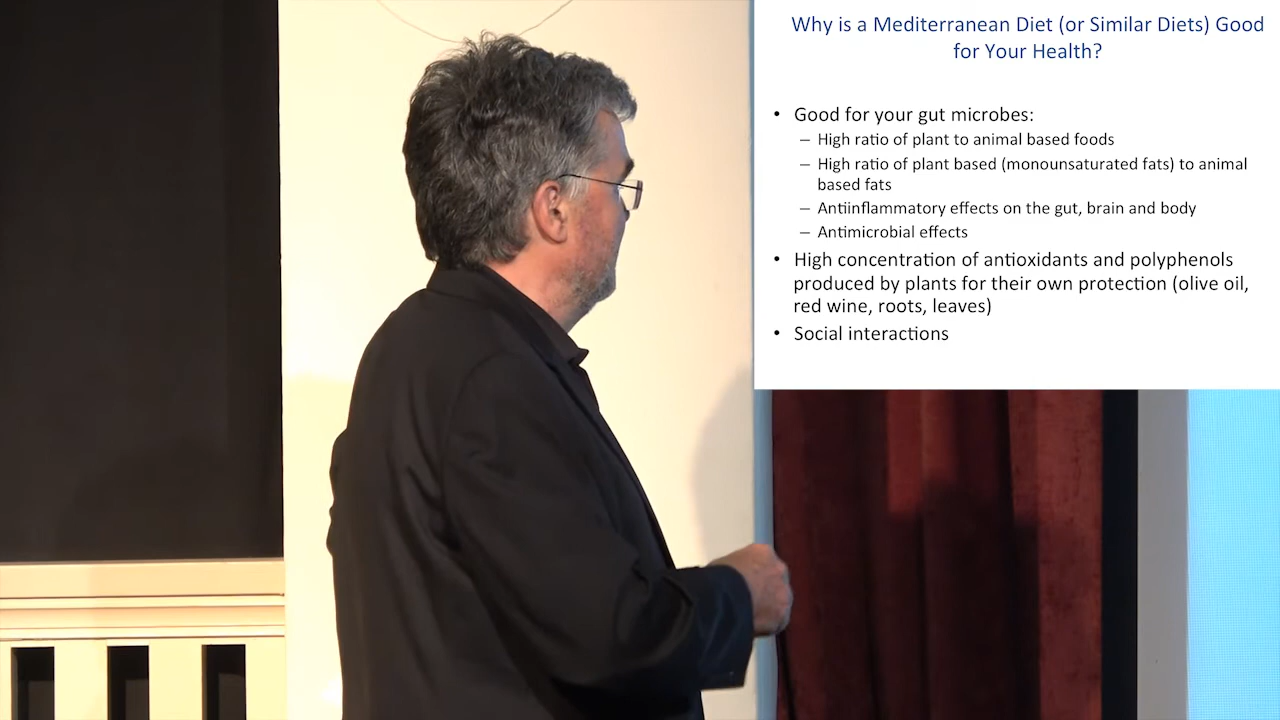 Why is a Mediterranean Diet (or Similar Diets) Good
for Your Health?
• Good for your gut microbes:
– High ratio of plant to animal based foods
– High ratio of plant based (monounsaturated fats) to animal
based fats
– Antiinflammatory effects on the gut, brain and body
– Antimicrobial effects
• High concentration of antioxidants and polyphenols
produced by plants for their own protection (olive oil,
red wine, roots, leaves)
• Social interactions